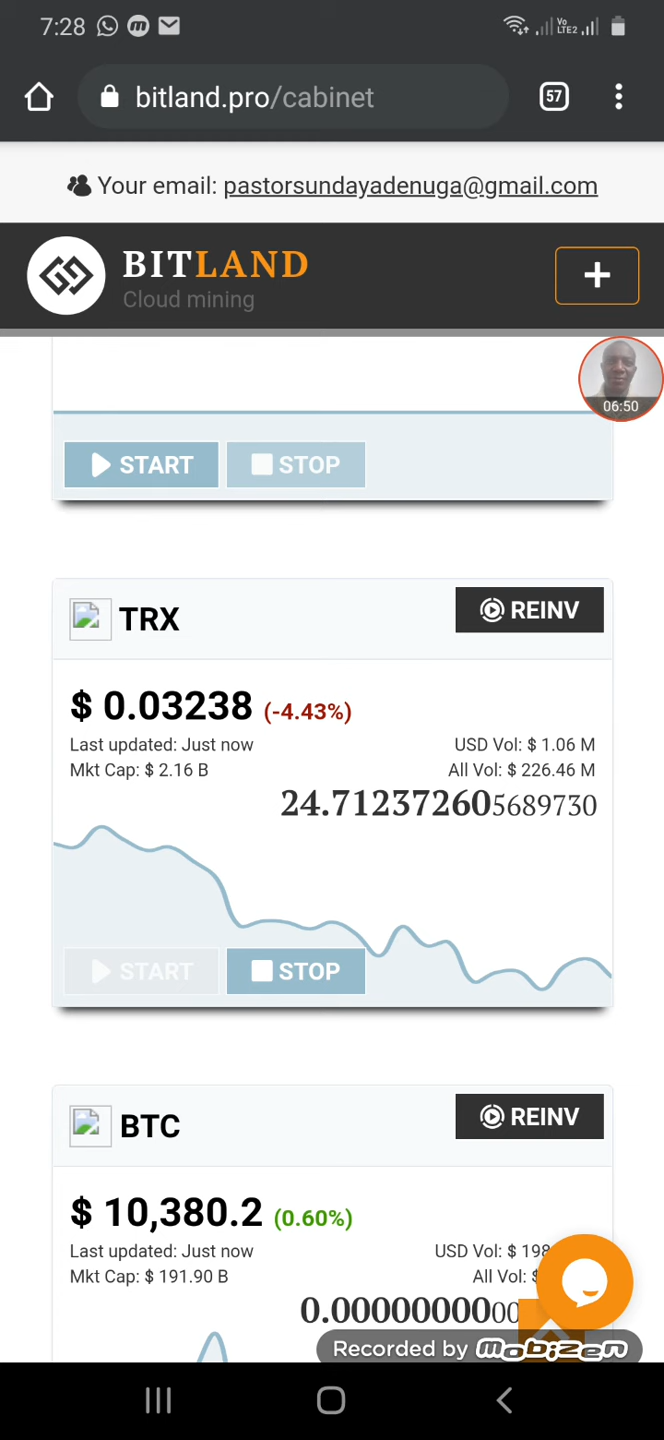 7:28
Vo
LTE2
bitland.pro/cabinet
57
Your email: pastorsundayadenuga@gmail.com
BITLAND
Cloud mining
06:50
START STOP
TRX REINV
$ 0.03238 (-4.43%)
Last updated: Just now USD Vol: $ 1.06 M
Mkt Cap: $ 2.16 B All Vol: $ 226.46 M
24.712372605689730
START STOP
BTC REINV
$ 10,380.2 (0.60%)
Last updated: Just now USD Vol: $ 198
Mkt Cap: $ 191.90 B All Vol: $
0.0000000000
Recorded by mobizen